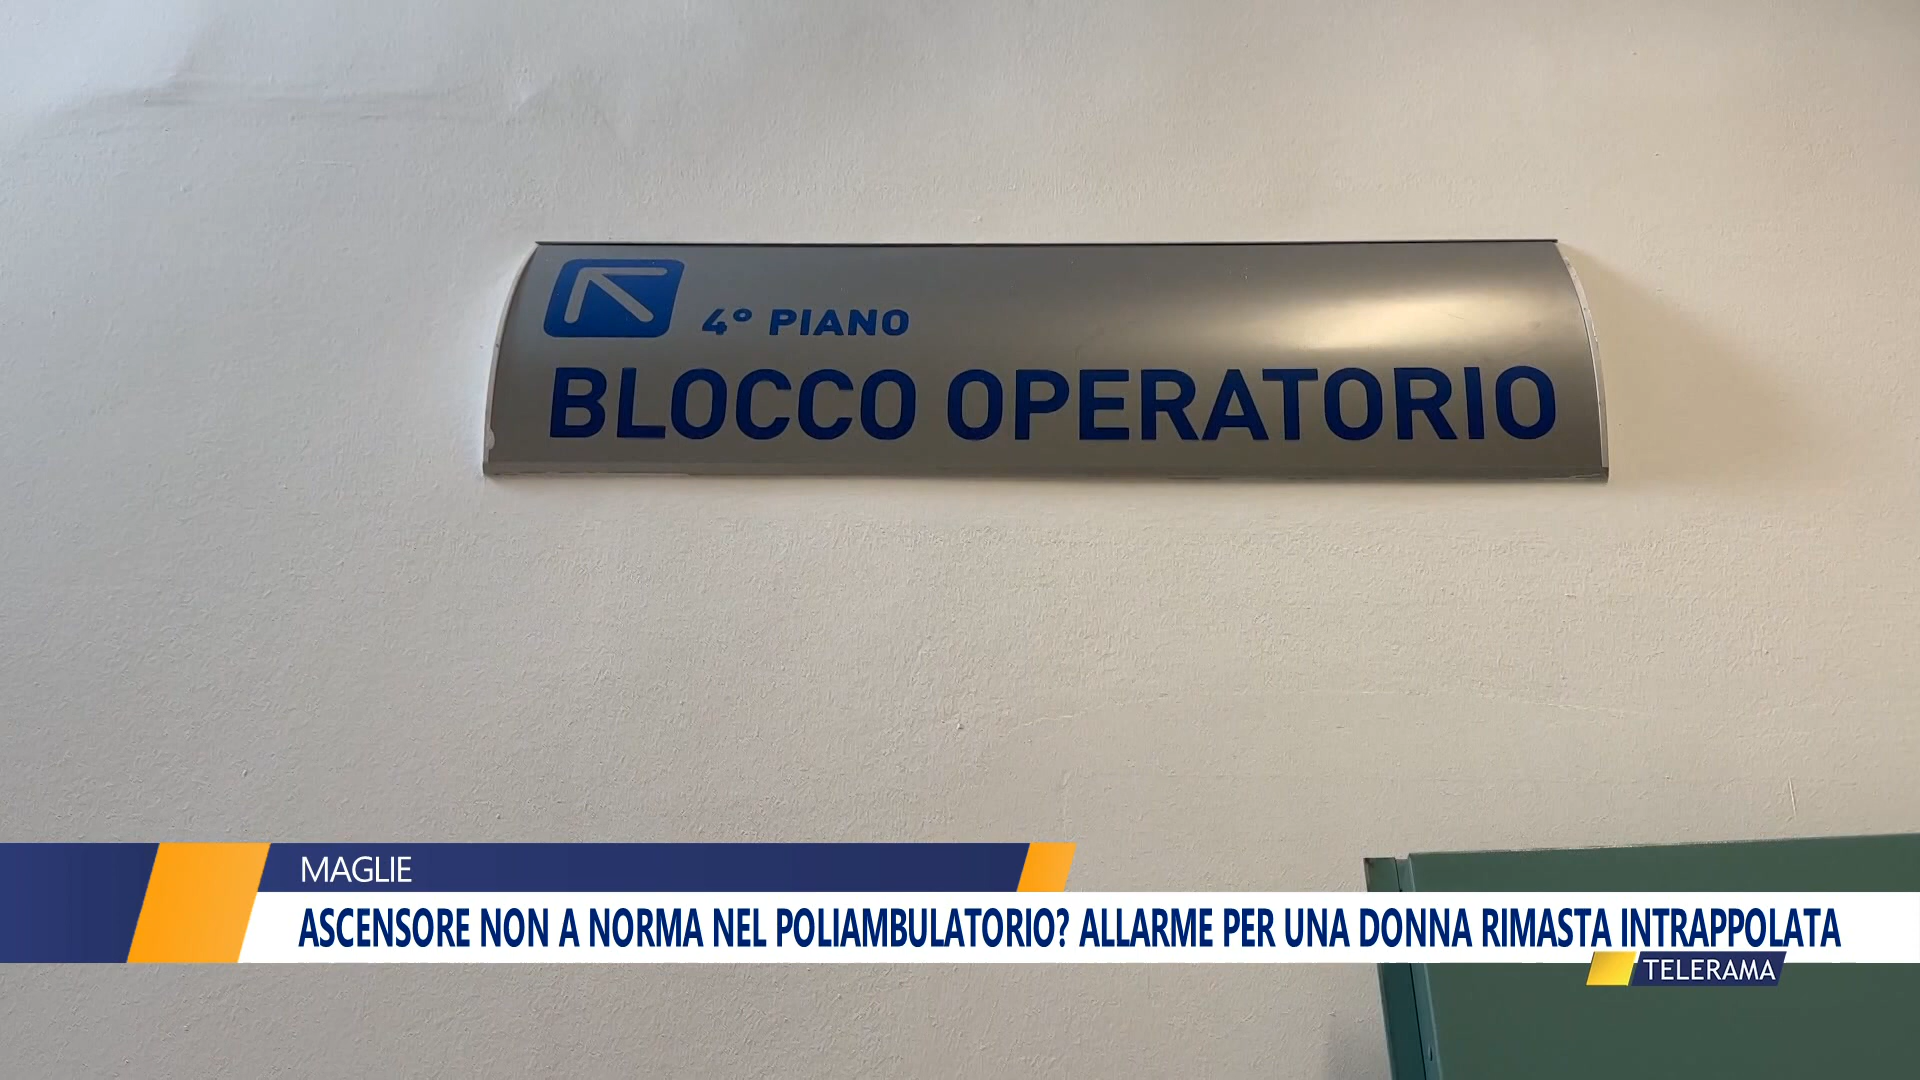 4° PIANO
BLOCCO OPERATORIO
MAGLIE
ASCENSORE NON A NORMA NEL POLIAMBULATORIO? ALLARME PER UNA DONNA RIMASTA INTRAPPOLATA
TELERAMA